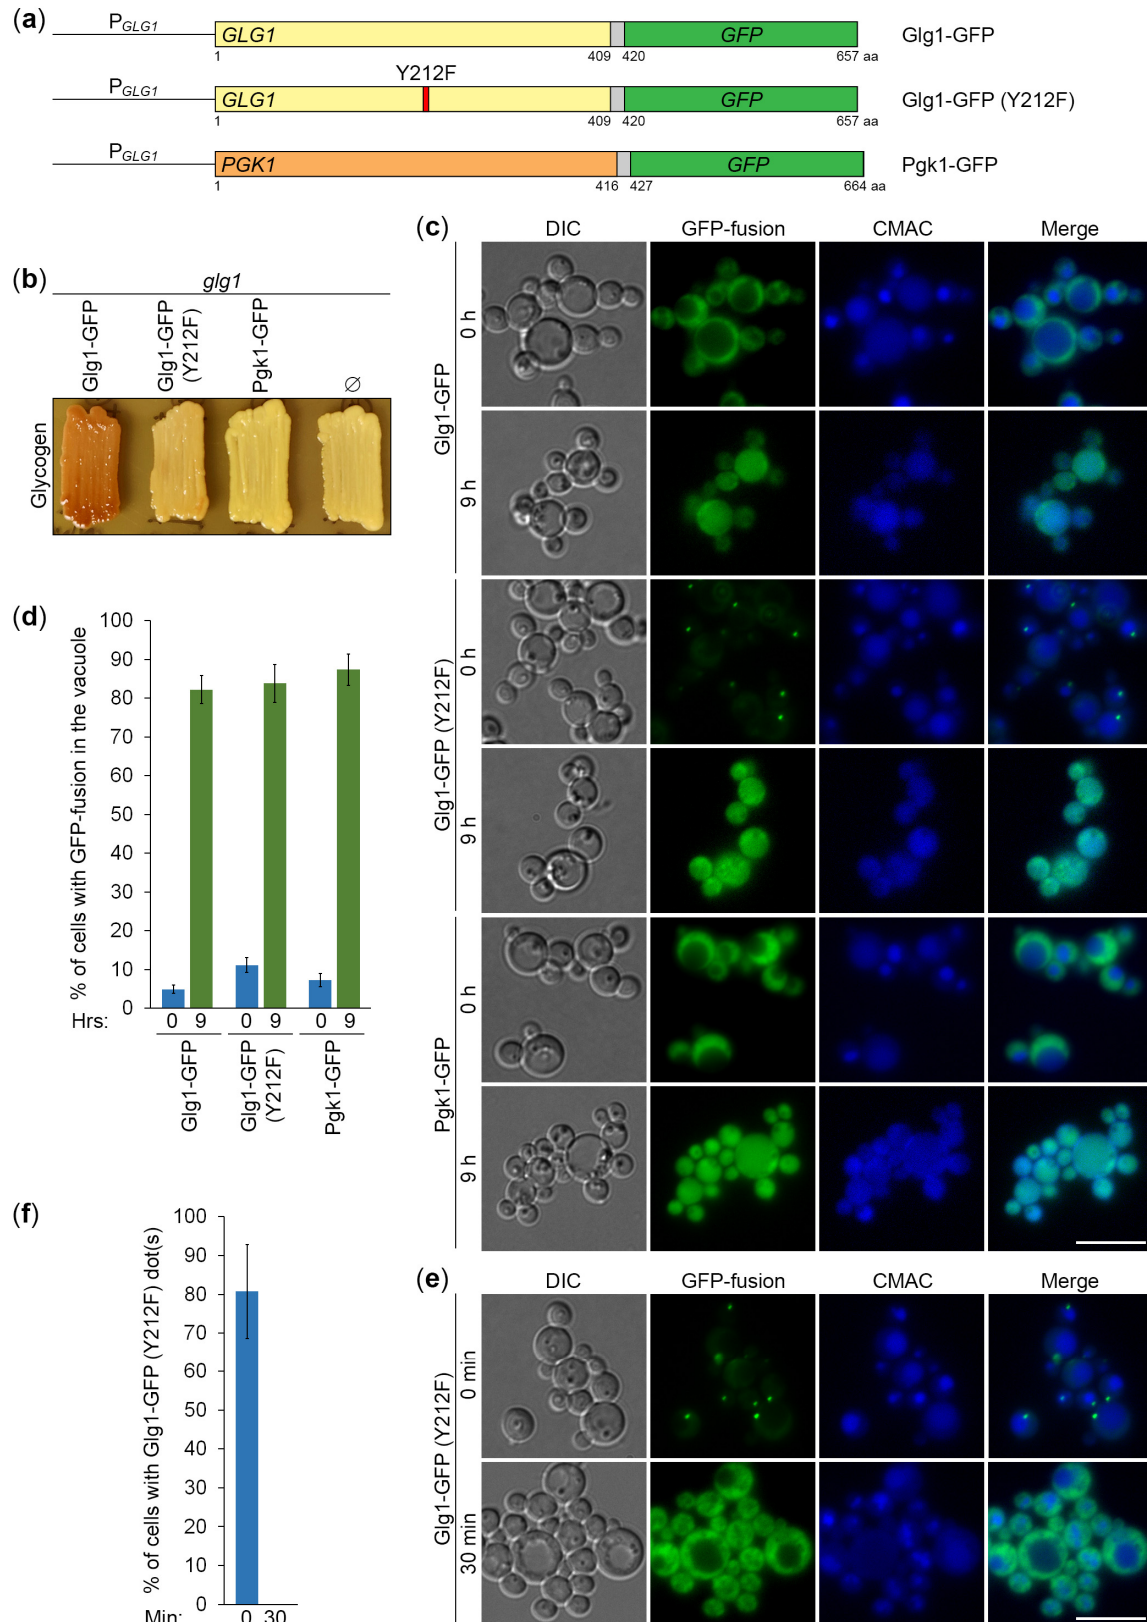 (a)
P GLG1 GLG1 GFP Glg1-GFP
1 409 420 657 aa
Y212F
P GLG1 GLG1 GFP Glg1-GFP (Y212F)
1 409 420 657 aa
P GLG1 PGK1 GFP Pgk1-GFP
1 416 427 664 aa
(b)
glg1
Glg1-GFP
Glg1-GFP
(Y212F)
Pgk1-GFP
∅
Glycogen
(c)
DIC GFP-fusion CMAC Merge
Glg1-GFP
0 h
9 h
Glg1-GFP (Y212F)
0 h
9 h
Pgk1-GFP
0 h
9 h
(d)
% of cells with GFP-fusion in the vacuole
100
90
80
70
60
50
40
30
20
10
0
Hrs: 0 9 0 9 0 9
Glg1-GFP
Glg1-GFP
(Y212F)
Pgk1-GFP
(e)
DIC GFP-fusion CMAC Merge
Glg1-GFP (Y212F)
0 min
30 min
(f)
% of cells with Glg1-GFP (Y212F) dot(s)
100
90
80
70
60
50
40
30
20
10
0
Min: 0 30